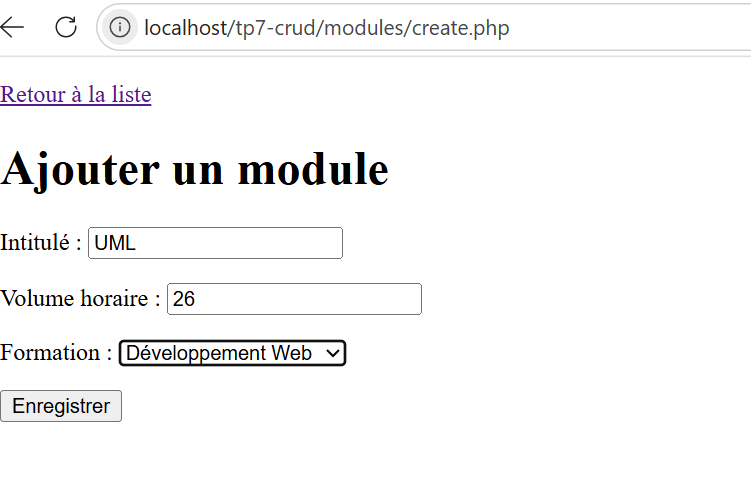 localhost/tp7-crud/modules/create.php
Retour à la liste
Ajouter un module
Intitulé : UML
Volume horaire : 26
Formation : Développement Web
Enregistrer